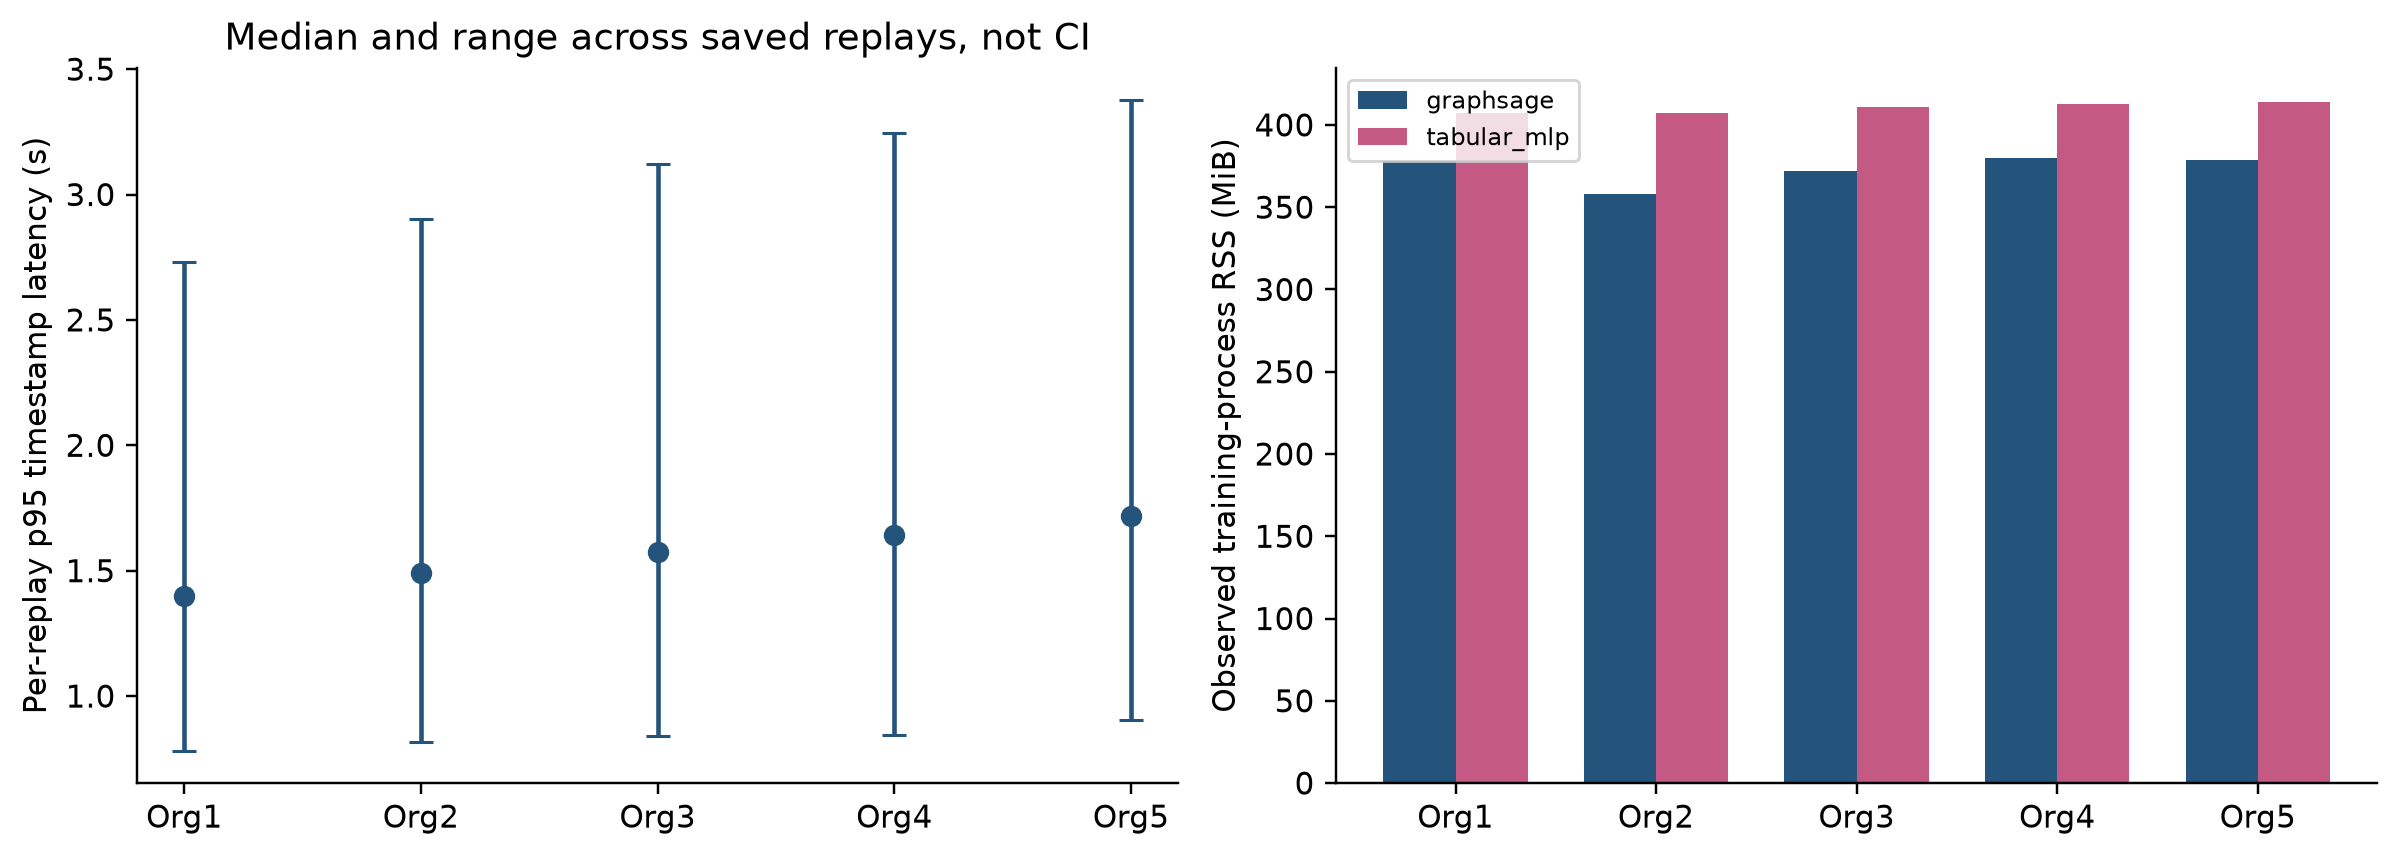 Median and range across saved replays, not CI
Per-replay p95 timestamp latency (s)
3.5
3.0
2.5
2.0
1.5
1.0
Org1
Org2
Org3
Org4
Org5
Observed training-process RSS (MiB)
400
350
300
250
200
150
100
50
0
graphsage
tabular_mlp
Org1
Org2
Org3
Org4
Org5